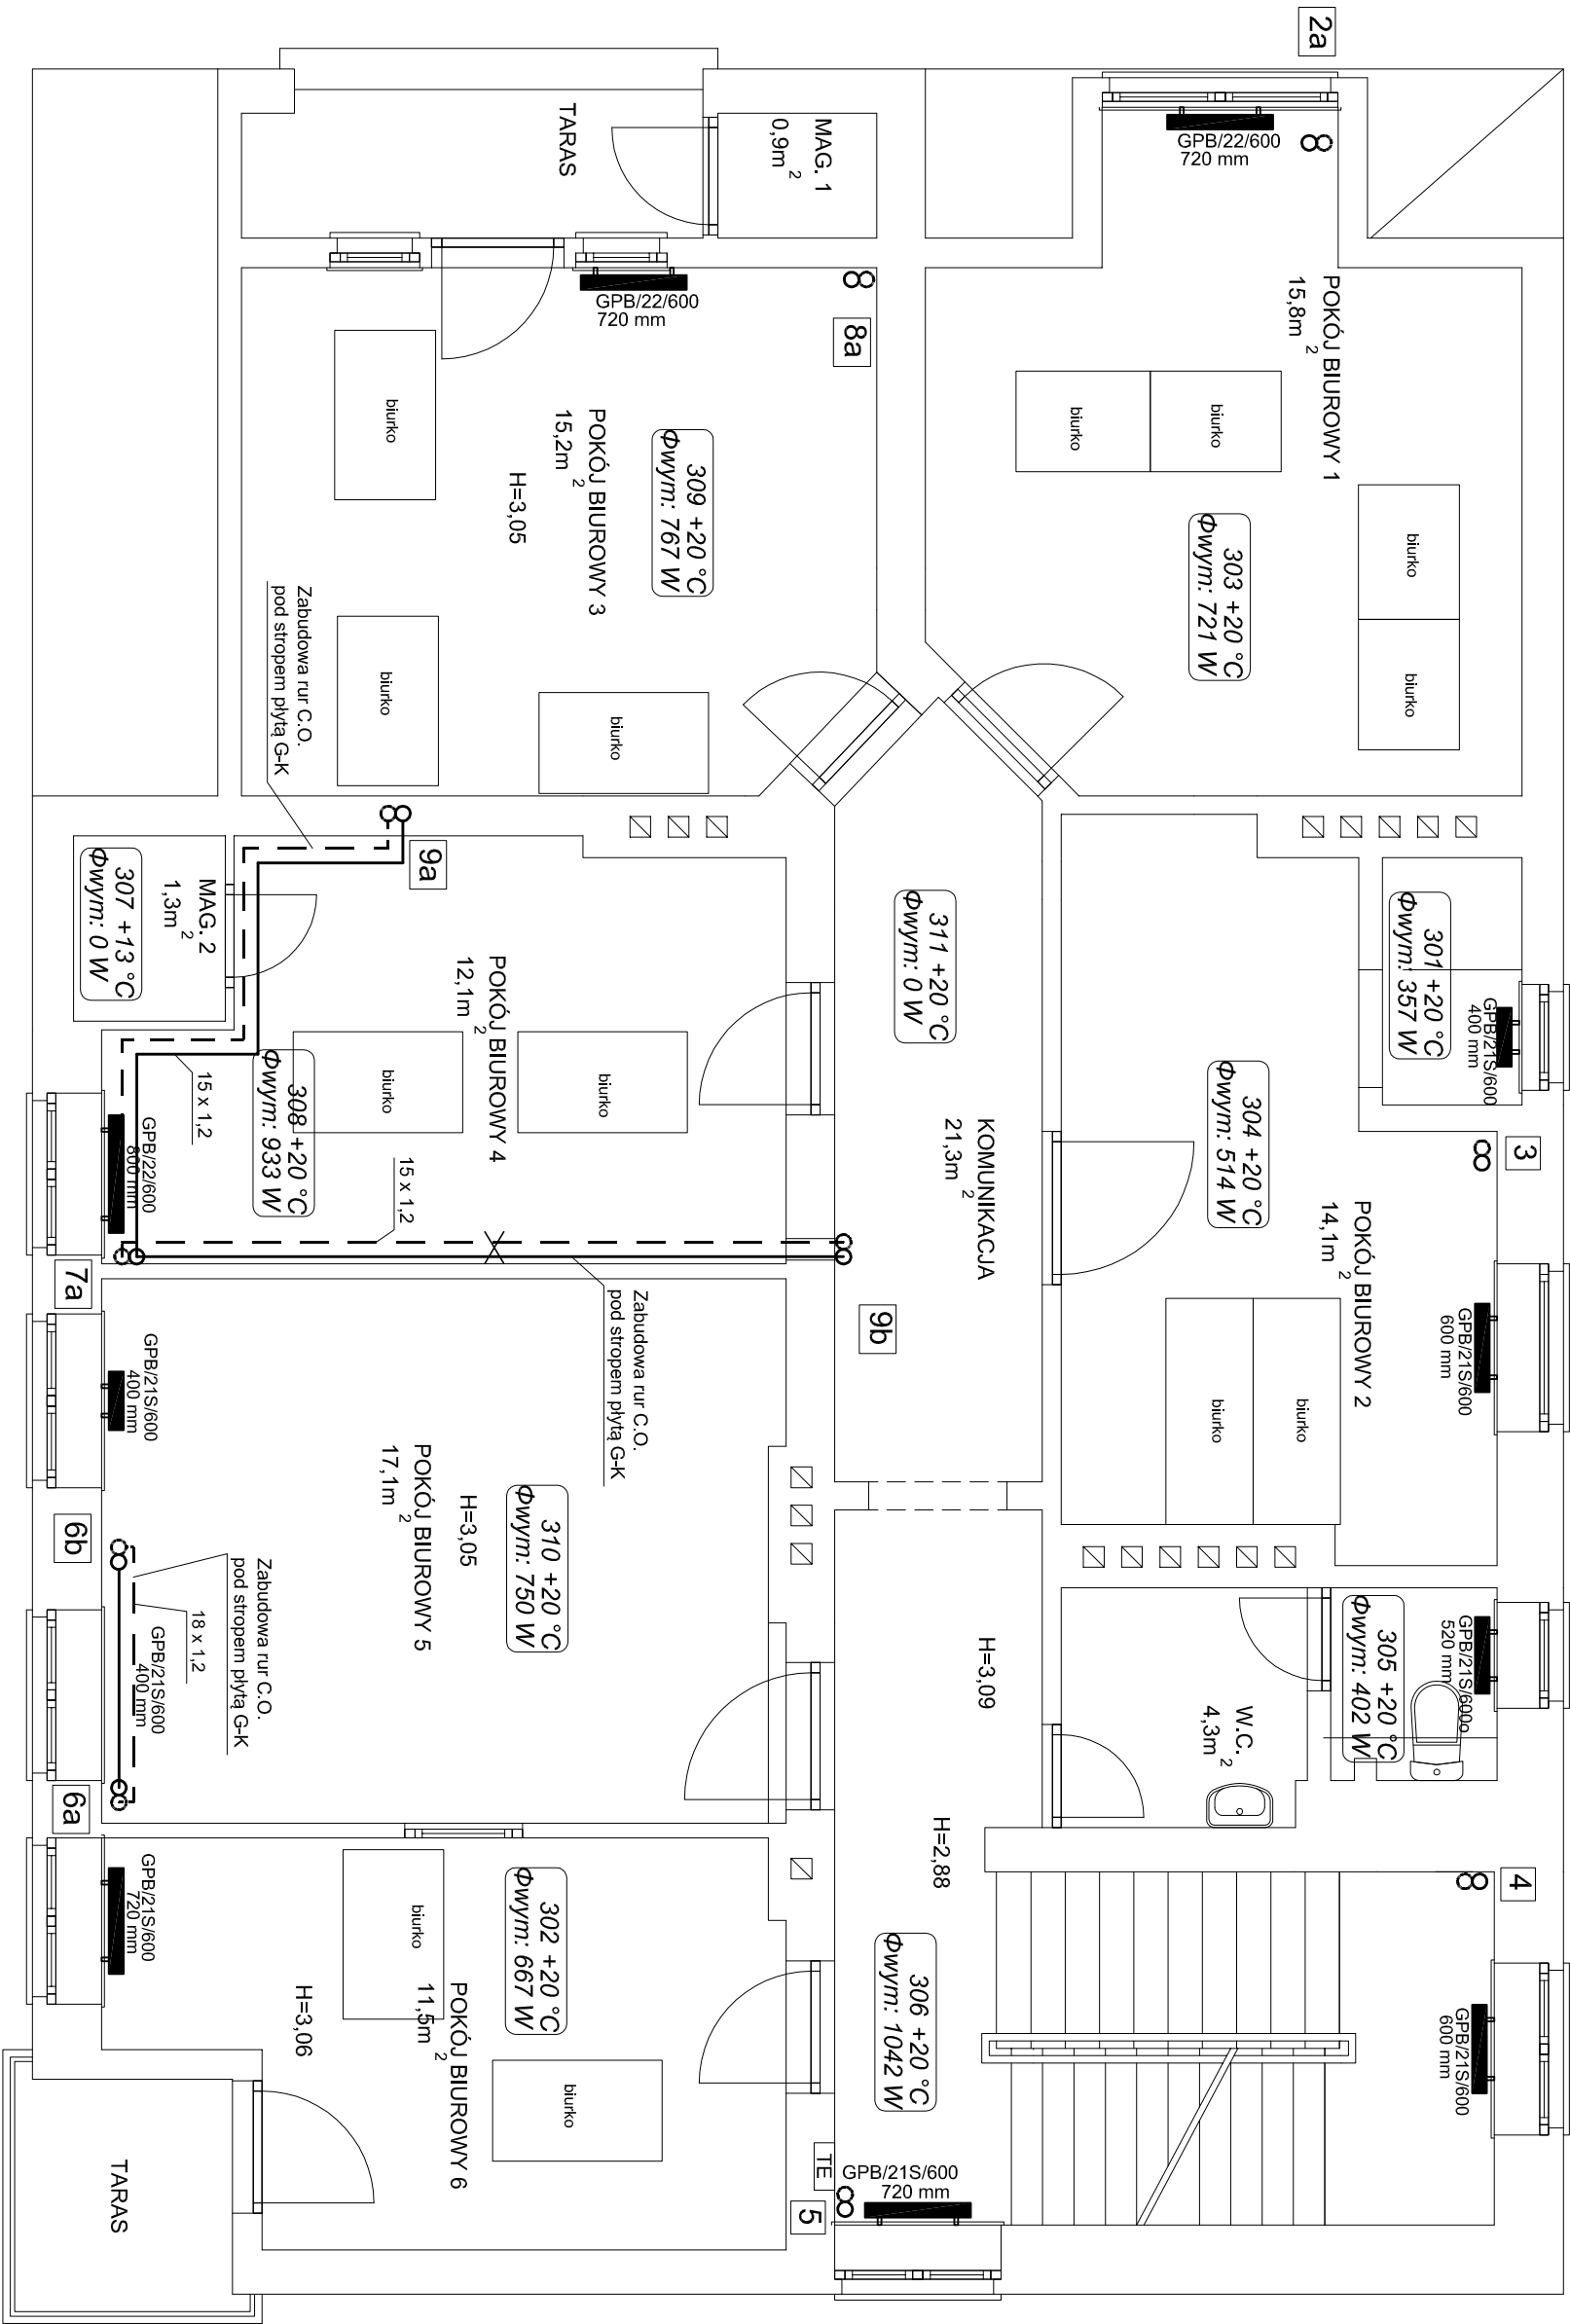 2a
GPB/22/600
720 mm
MAG. 1
0,9m 2
TARAS
POKÓJ BIUROWY 1
15,8m 2
GPB/22/600
720 mm
8a
biurko
biurko
biurko
biurko
303 +20 °C
Φwym: 721 W
biurko
POKÓJ BIUROWY 3
15,2m 2
H=3,05
309 +20 °C
Φwym: 767 W
biurko
biurko
Zabudowa rur C.O.
pod stropem płytą G-K
9a
MAG. 2
1,3m 2
307 +13 °C
Φwym: 0 W
311 +20 °C
Φwym: 0 W
301 +20 °C
Φwym: 357 W
GPB/21S/600
400 mm
POKÓJ BIUROWY 4
12,1m 2
biurko
biurko
308 +20 °C
Φwym: 933 W
15 x 1,2
15 x 1,2
GPB/22/600
800 mm
7a
KOMUNIKACJA
21,3m 2
304 +20 °C
Φwym: 514 W
3
POKÓJ BIUROWY 2
14,1m 2
GPB/21S/600
600 mm
biurko
biurko
9b
Zabudowa rur C.O.
pod stropem płytą G-K
GPB/21S/600
400 mm
POKÓJ BIUROWY 5
17,1m 2
H=3,05
310 +20 °C
Φwym: 750 W
6b
Zabudowa rur C.O.
pod stropem płytą G-K
18 x 1,2
GPB/21S/600
400 mm
6a
H=3,09
W.C.
4,3m 2
305 +20 °C
Φwym: 402 W
GPB/21S/600o
520 mm
H=2,88
4
GPB/21S/600
720 mm
biurko
302 +20 °C
Φwym: 667 W
POKÓJ BIUROWY 6
11,5m 2
H=3,06
biurko
306 +20 °C
Φwym: 1042 W
GPB/21S/600
600 mm
TE
GPB/21S/600
720 mm
5
TARAS